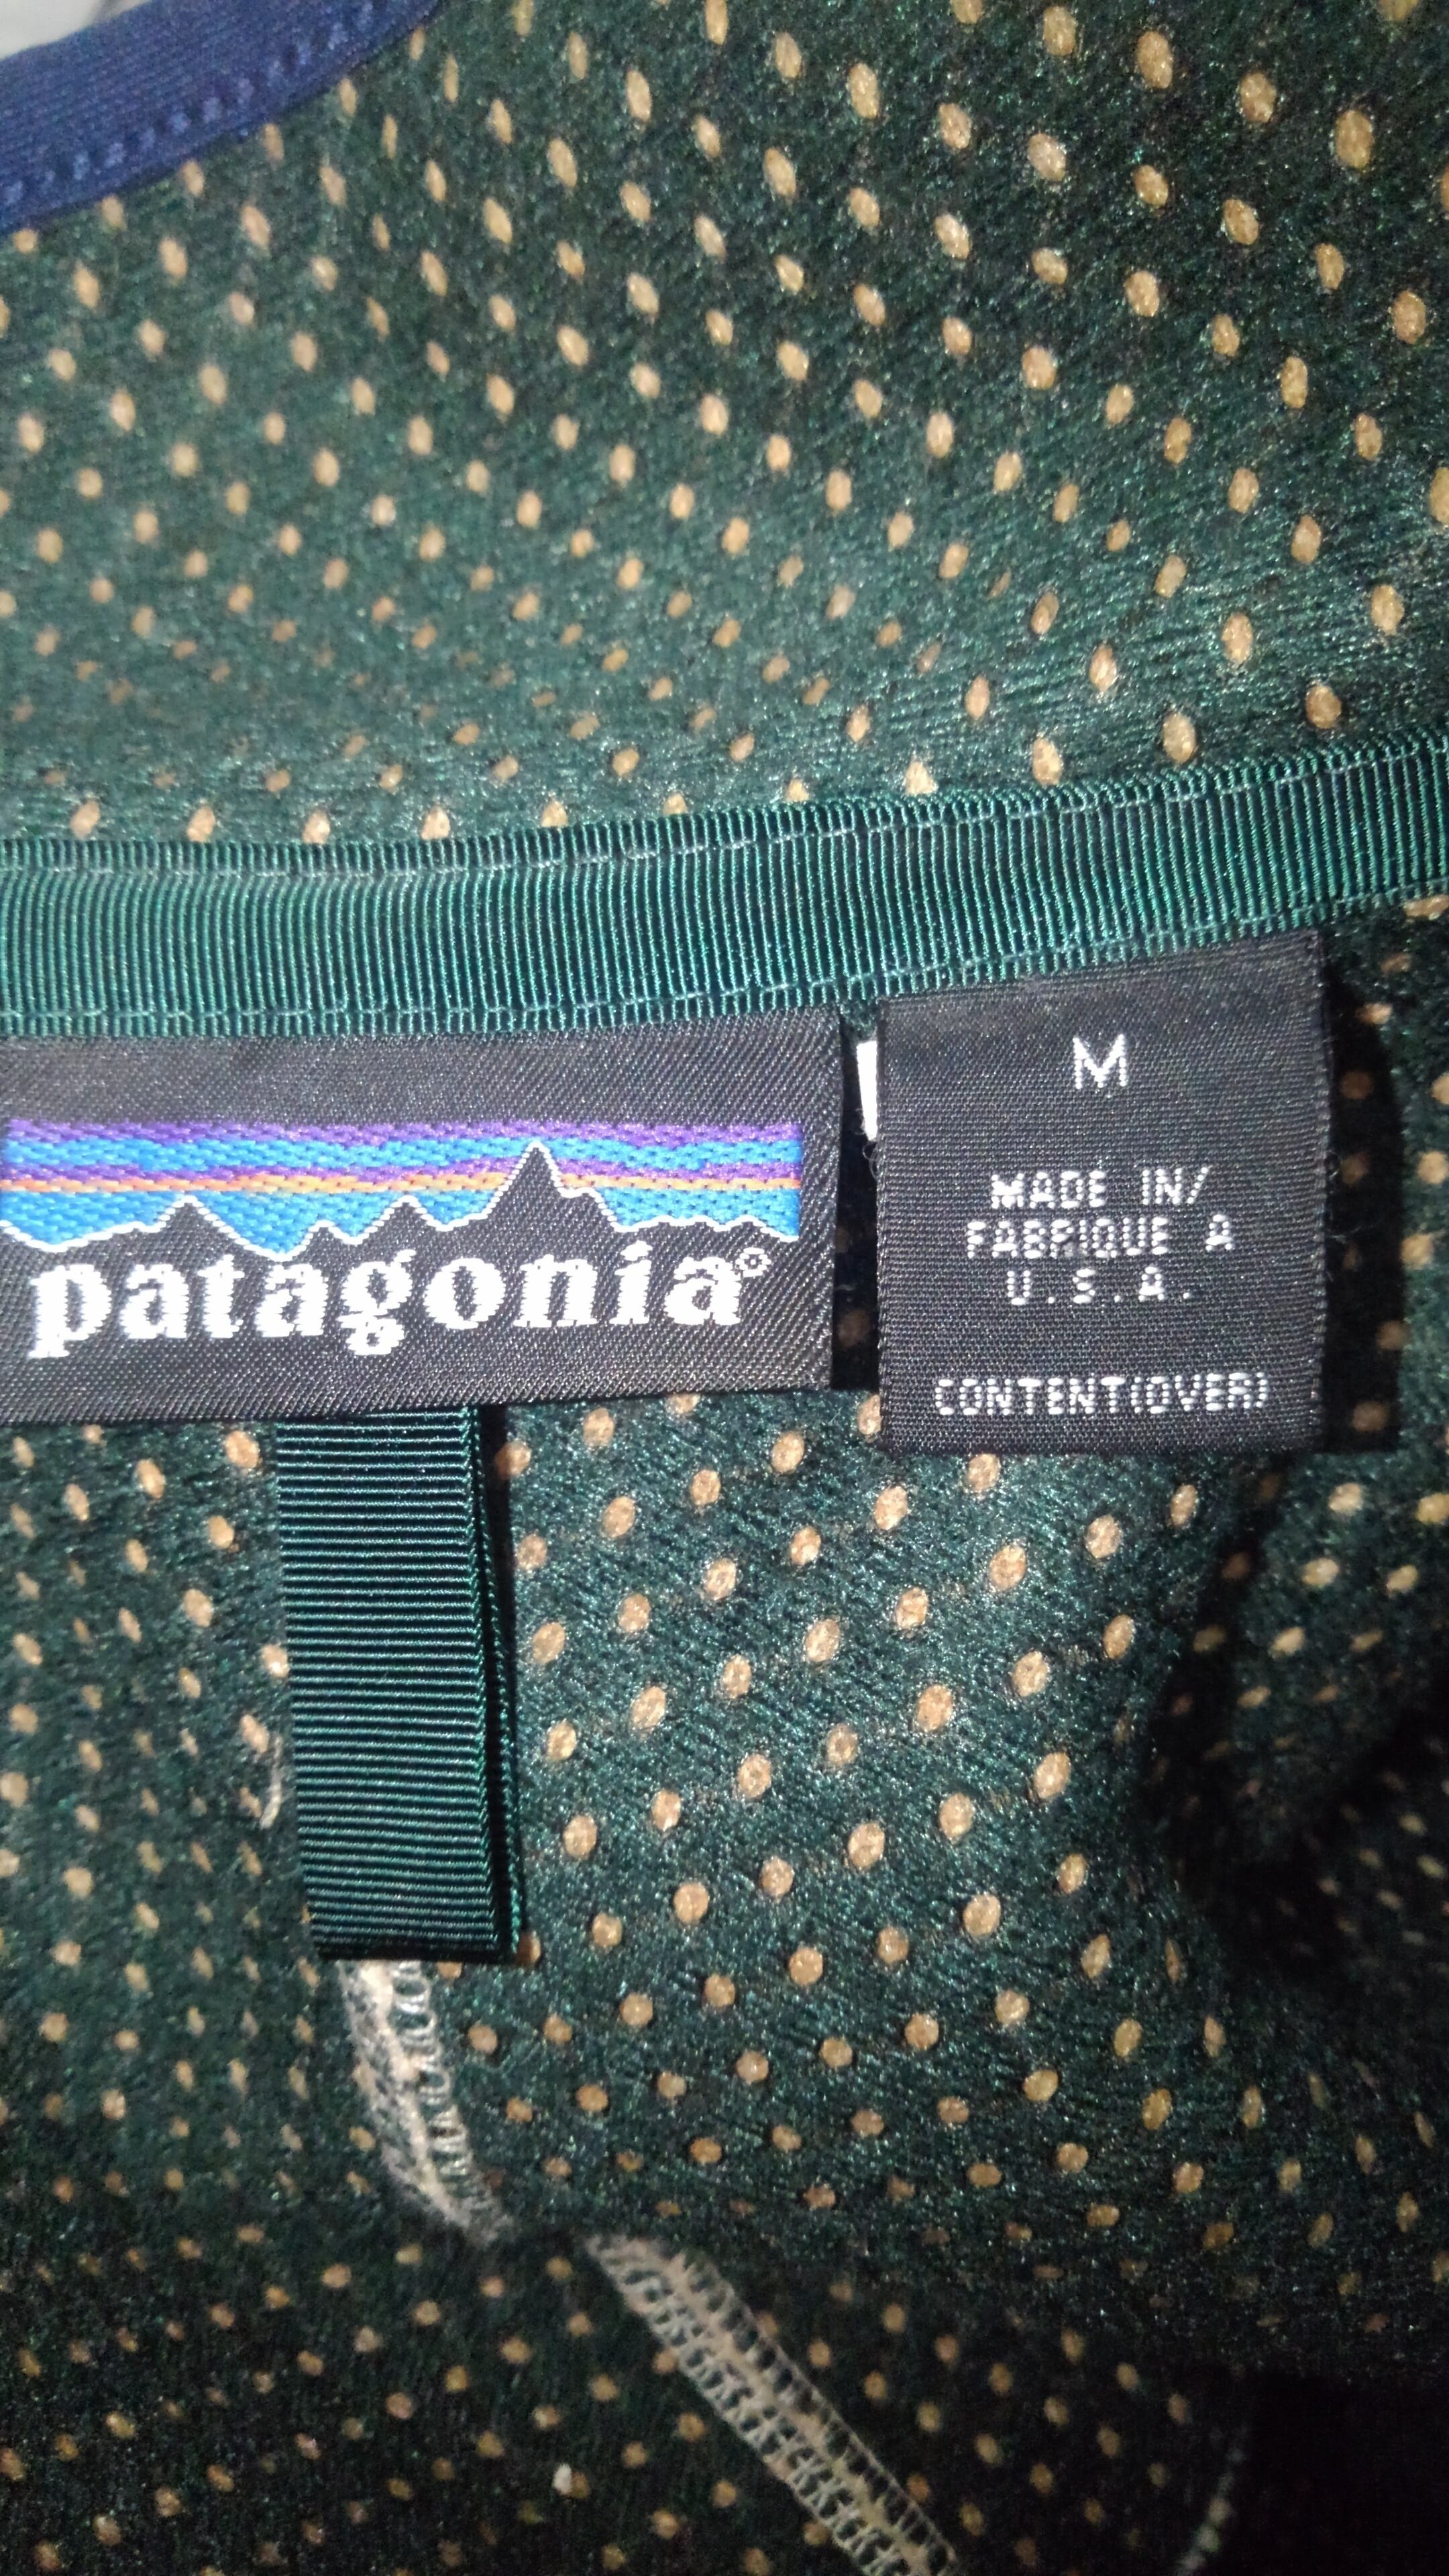 patagonia®
M
MADE IN/
FABRIQUE A
U.S.A.
CONTENT(OVER)